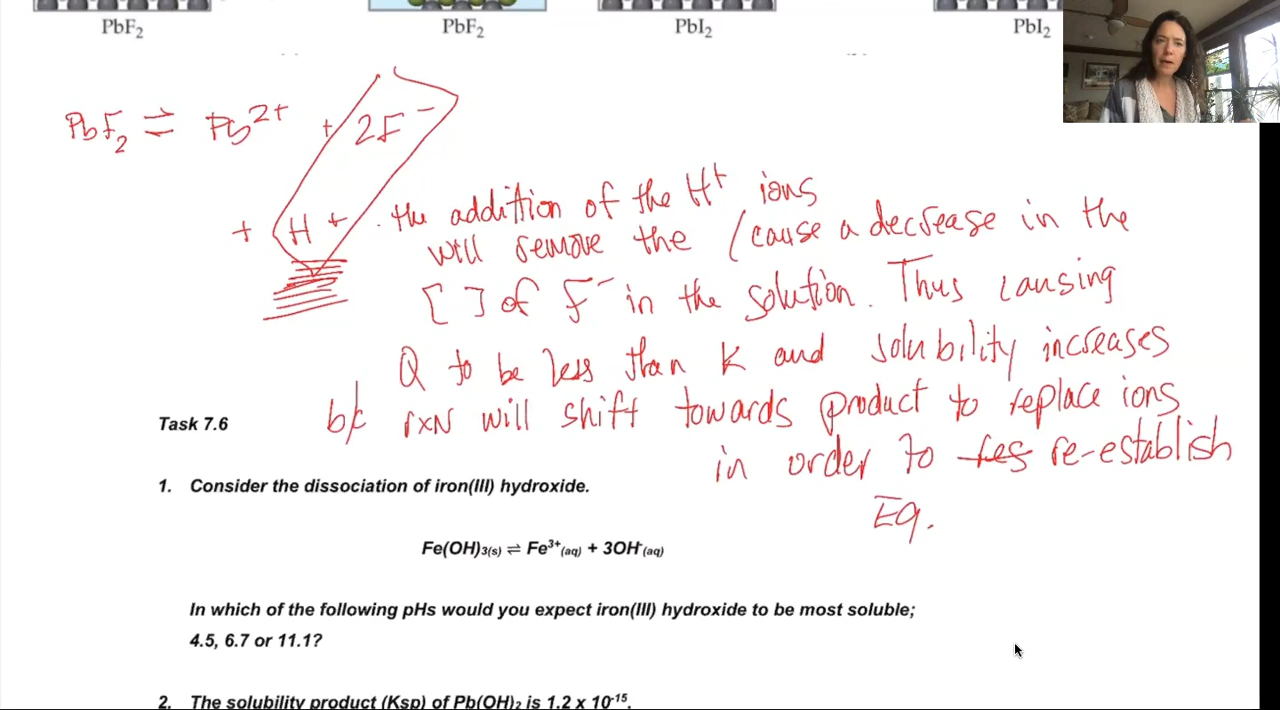 PbF₂ PbF₂ PbI₂ PbI₂
PbF₂ ⇌ Pb²⁺ + 2F⁻
+ H⁺ . the addition of the H⁺ ions
will remove the / cause a decrease in the
[ ] of F⁻ in the solution. Thus causing
Q to be less than K and solubility increases
b/c rxN will shift towards product to replace ions
in order to res re-establish
Eq.
Task 7.6
1. Consider the dissociation of iron(III) hydroxide.
Fe(OH)₃(s) ⇌ Fe³⁺(aq) + 3OH⁻(aq)
In which of the following pHs would you expect iron(III) hydroxide to be most soluble;
4.5, 6.7 or 11.1?
2. The solubility product (Ksp) of Pb(OH)₂ is 1.2 x 10⁻¹⁵.